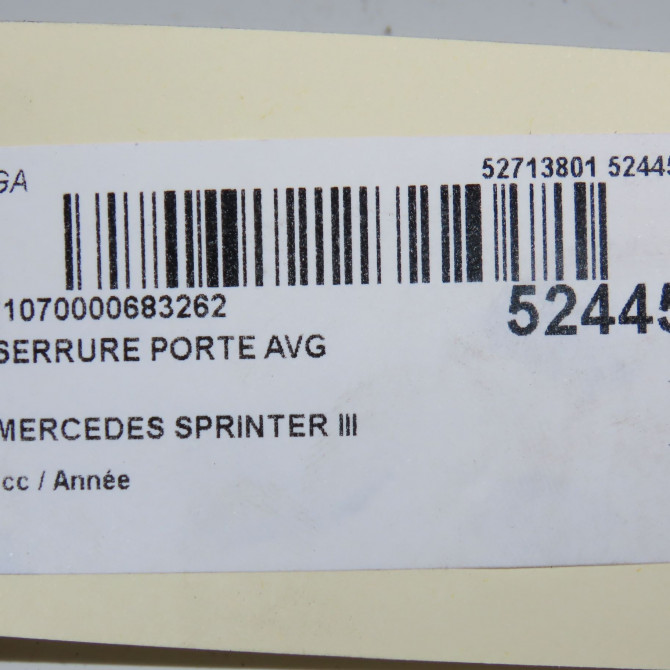 GA
52713801 52445
1070000683262
52445
SERRURE PORTE AVG
MERCEDES SPRINTER III
cc / Année